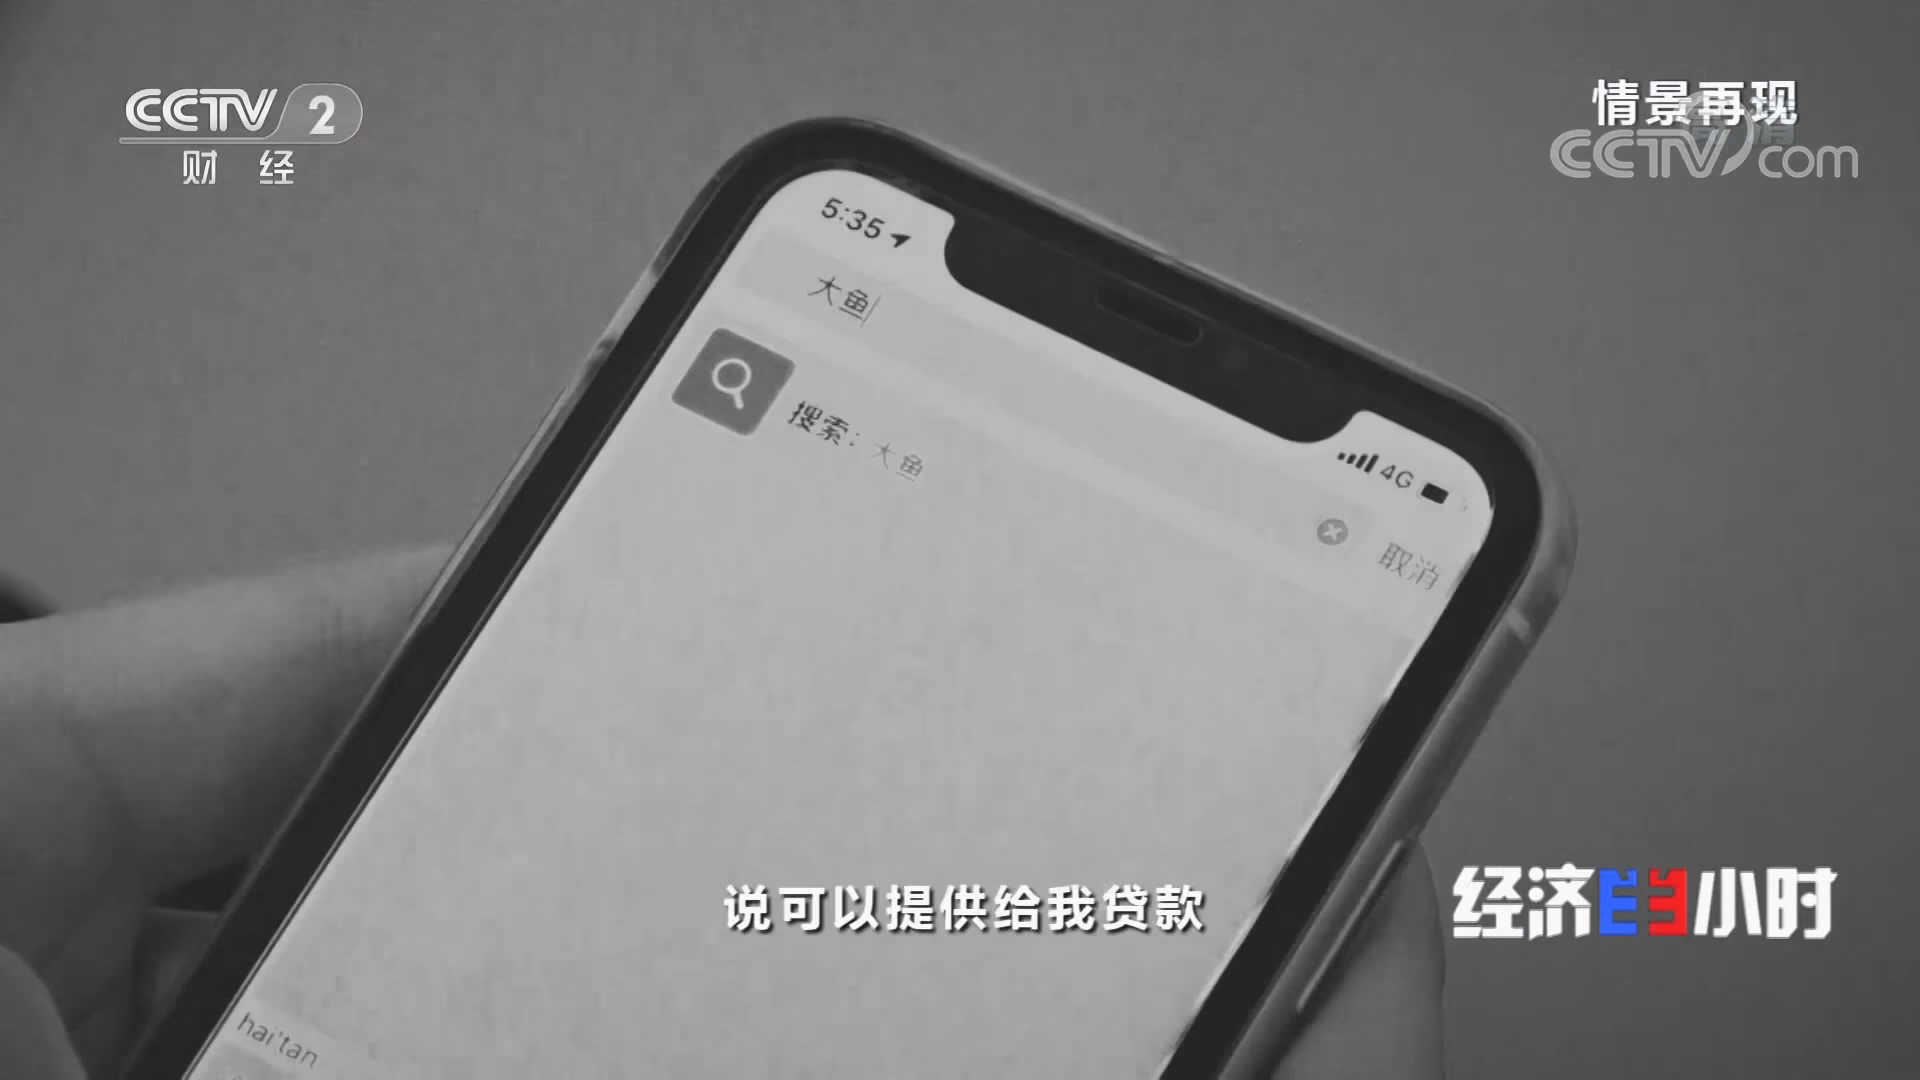 CCTV 2
财 经
情景再现
CCTV.com
5:35
大鱼
搜索：大鱼
4G
取消
说可以提供给我贷款
经济半小时
hai'tan